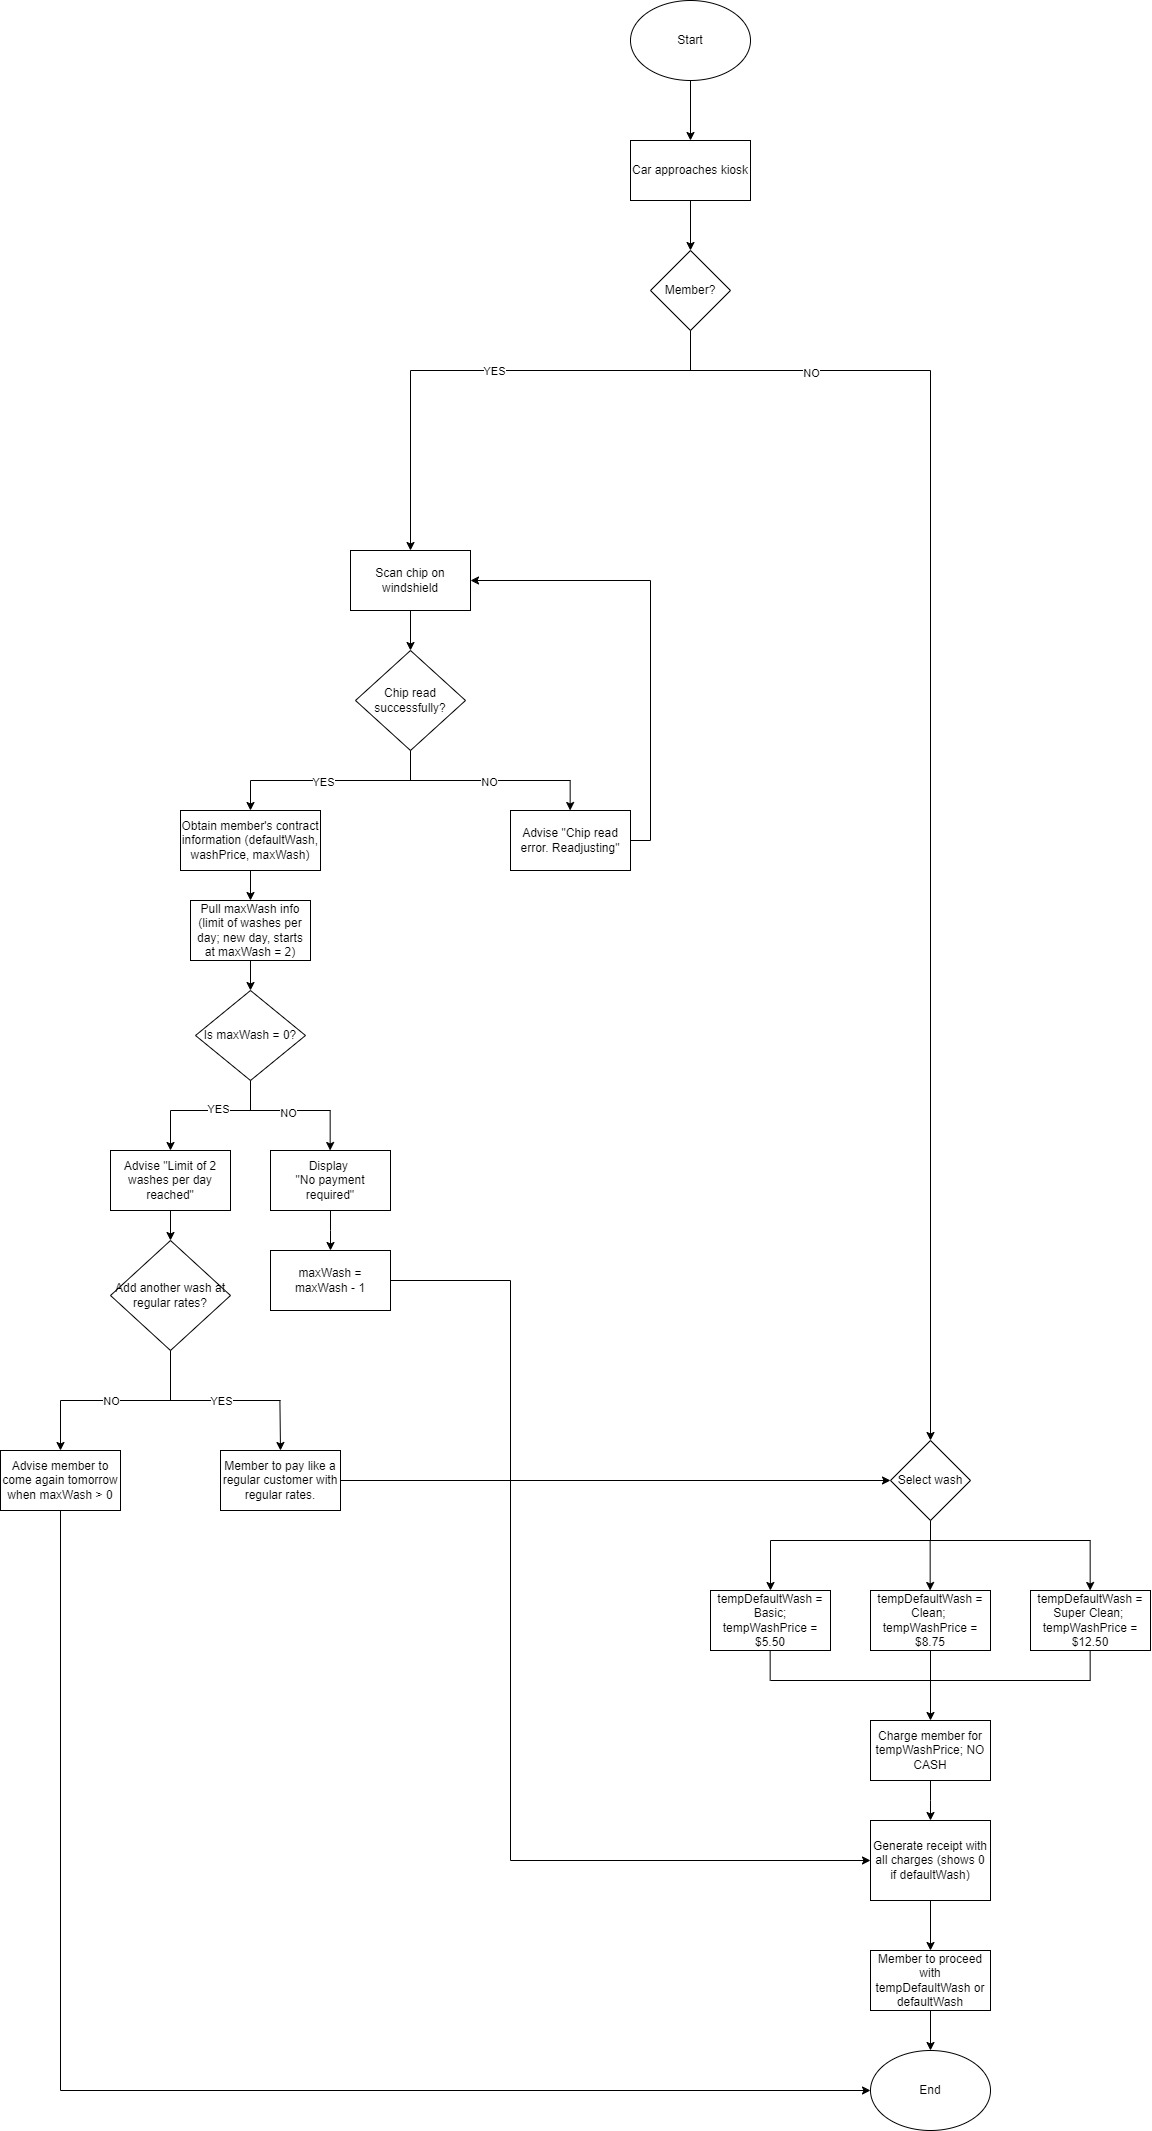 Start
Car approaches kiosk
Member?
YES
NO
Scan chip on
windshield
Chip read
successfully?
YES
NO
Obtain member's contract
information (defaultWash,
washPrice, maxWash)
Advise "Chip read
error. Readjusting"
Pull maxWash info
(limit of washes per
day; new day, starts
at maxWash = 2)
Is maxWash = 0?
YES
NO
Advise "Limit of 2
washes per day
reached"
Display
"No payment
required"
Add another wash at
regular rates?
maxWash =
maxWash - 1
NO
YES
Advise member to
come again tomorrow
when maxWash > 0
Member to pay like a
regular customer with
regular rates.
Select wash
tempDefaultWash =
Basic;
tempWashPrice =
$5.50
tempDefaultWash =
Clean;
tempWashPrice =
$8.75
tempDefaultWash =
Super Clean;
tempWashPrice =
$12.50
Charge member for
tempWashPrice; NO
CASH
Generate receipt with
all charges (shows 0
if defaultWash)
Member to proceed
with
tempDefaultWash or
defaultWash
End